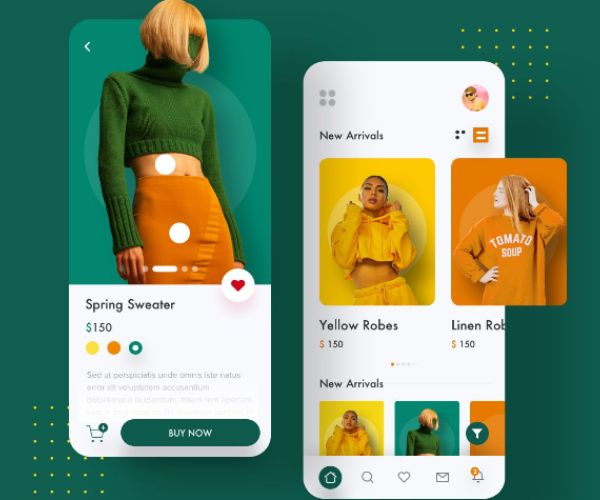 Spring Sweater
$150
Sed ut perspiciatis unde omnis iste natus
error sit voluptatem accusantium
doloremque laudantium, totam rem aperiam
BUY NOW
New Arrivals
TOMATO
SOUP
Yellow Robes
$ 150
Linen Rob
$ 150
New Arrivals